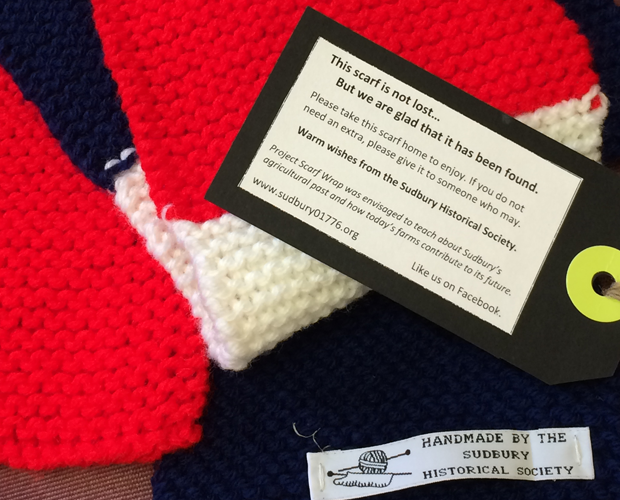 This scarf is not lost...
But we are glad that it has been found.
Please take this scarf home to enjoy. If you do not
need an extra, please give it to someone who may.
Warm wishes from the Sudbury Historical Society.
Project Scarf Wrap was envisaged to teach about Sudbury's
agricultural past and how today's farms contribute to its future.
www.sudbury01776.org
Like us on Facebook.
HANDMADE BY THE
SUDBURY
HISTORICAL SOCIETY